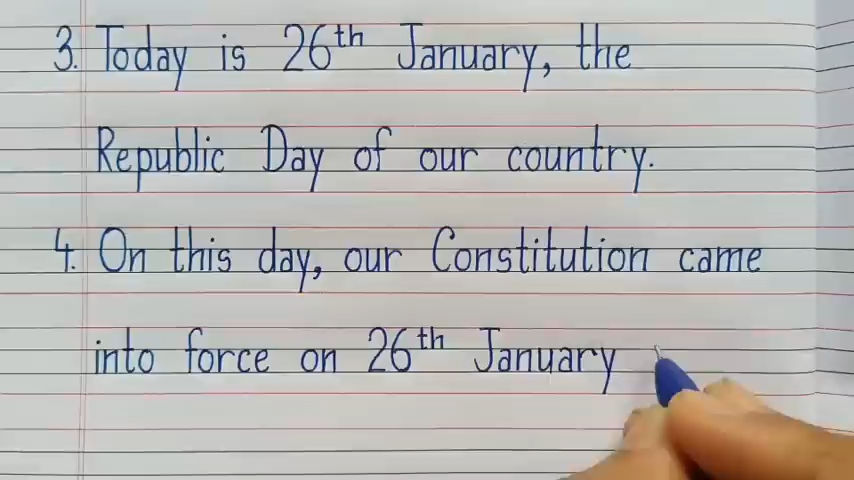 3. Today is 26th January, the
Republic Day of our country.
4. On this day, our Constitution came
into force on 26th January